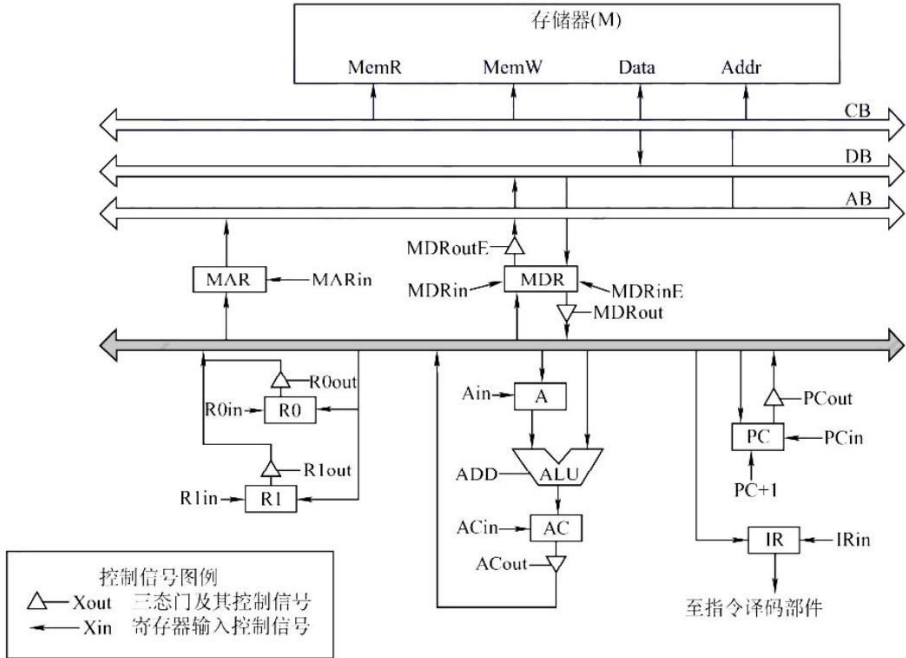 存储器(M)
MemR MemW Data Addr
CB
DB
AB
MDRoutE
MAR MARin MDRin MDR MDRinE
MDRout
R0out
R0in R0
Ain A
PCout
PC PCin
R1out
ADD ALU
R1in R1
PC+1
ACin AC
IR IRin
ACout
控制信号图例
Xout 三态门及其控制信号
Xin 寄存器输入控制信号
至指令译码部件